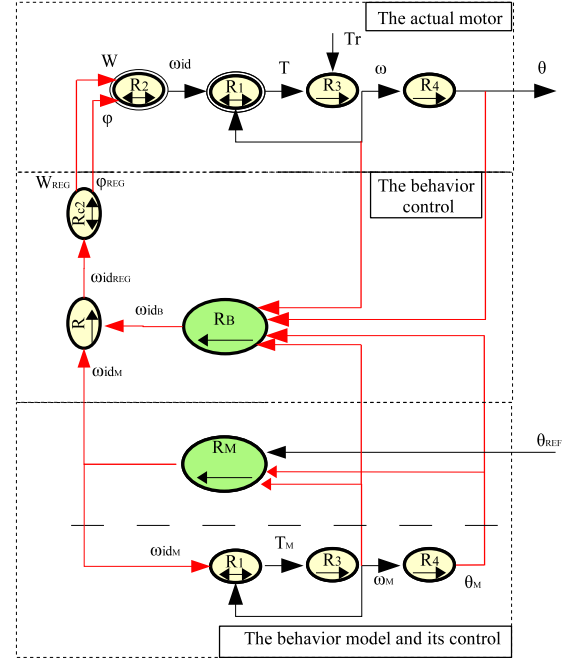 The actual motor
Tr
W
ωid
T
ω
θ
R2
R1
R3
R4
φ
WREG
φREG
The behavior
control
Rc2
ωidREG
ωidB
RB
R
ωidM
RM
θREF
ωidM
R1
TM
R3
ωM
R4
θM
The behavior model and its control